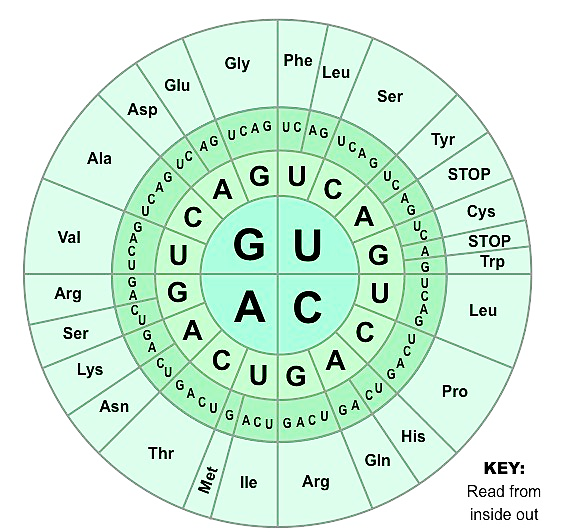 Gly
Phe
Leu
Ser
Tyr
STOP
Cys
STOP
Trp
Leu
Pro
His
Gln
Arg
Ile
Met
Thr
Asn
Lys
Ser
Arg
Val
Ala
Asp
Glu
U C A G U C A G U C A G U C A G
U C A G U C A G U C A G U C A G
U C A G U C A G U C A G U C A G
U C A G U C A G U C A G U C A G
U C A G
U C A G
U C A G
U C A G
G U
A C
KEY:
Read from
inside out